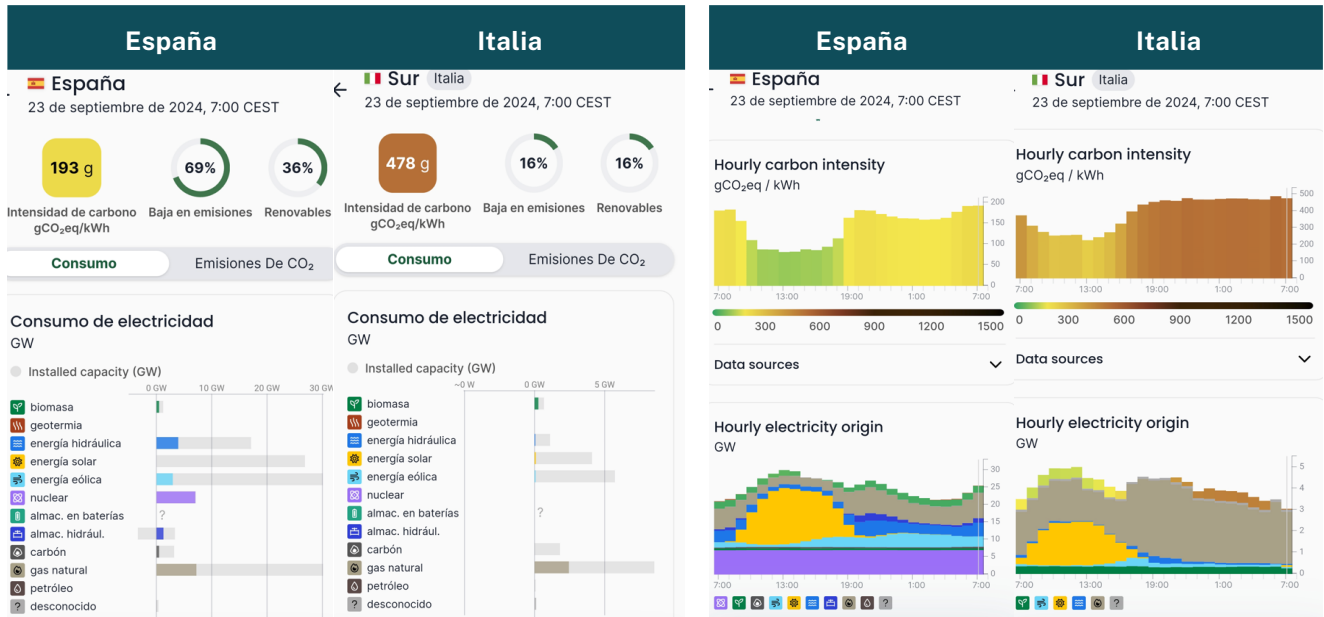 España
España
23 de septiembre de 2024, 7:00 CEST
193 g
69%
36%
Intensidad de carbono
gCO₂eq/kWh
Baja en emisiones
Renovables
Consumo
Emisiones De CO₂
Consumo de electricidad
GW
Installed capacity (GW)
0 GW
10 GW
20 GW
30 GW
biomasa
geotermia
energía hidráulica
energía solar
energía eólica
nuclear
almac. en baterías
?
almac. hidrául.
carbón
gas natural
petróleo
? desconocido
Italia
Sur Italia
23 de septiembre de 2024, 7:00 CEST
478 g
16%
16%
Intensidad de carbono
gCO₂eq/kWh
Baja en emisiones
Renovables
Consumo
Emisiones De CO₂
Consumo de electricidad
GW
Installed capacity (GW)
~0 W
0 GW
5 GW
biomasa
geotermia
energía hidráulica
energía solar
energía eólica
nuclear
almac. en baterías
?
almac. hidrául.
carbón
gas natural
petróleo
? desconocido
España
España
23 de septiembre de 2024, 7:00 CEST
Hourly carbon intensity
gCO₂eq / kWh
200
150
100
50
0
7:00 13:00 19:00 1:00 7:00
0 300 600 900 1200 1500
Data sources
Hourly electricity origin
GW
30
25
20
15
10
5
0
7:00 13:00 19:00 1:00 7:00
?
Italia
Sur Italia
23 de septiembre de 2024, 7:00 CEST
Hourly carbon intensity
gCO₂eq / kWh
500
400
300
200
100
0
7:00 13:00 19:00 1:00 7:00
0 300 600 900 1200 1500
Data sources
Hourly electricity origin
GW
5
4
3
2
1
0
7:00 13:00 19:00 1:00 7:00
?